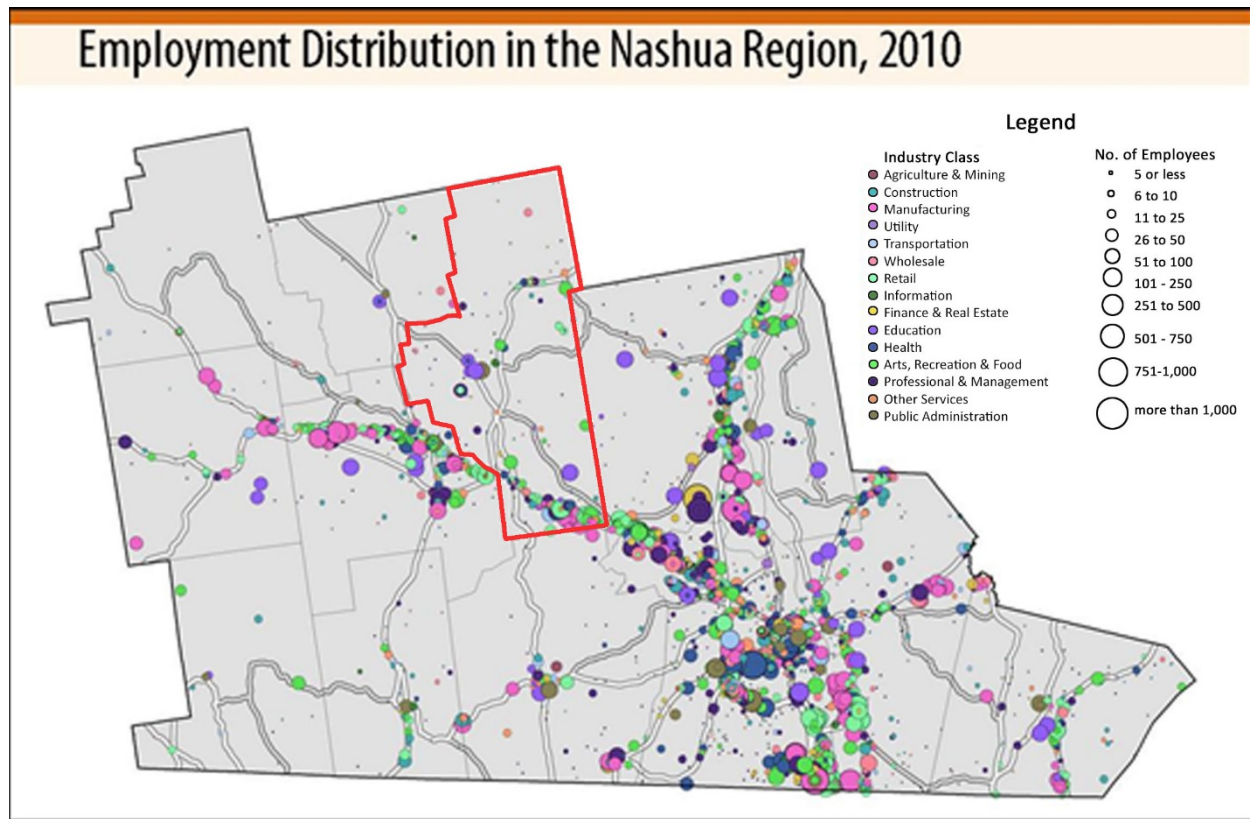 Employment Distribution in the Nashua Region, 2010
Legend
Industry Class
Agriculture & Mining
Construction
Manufacturing
Utility
Transportation
Wholesale
Retail
Information
Finance & Real Estate
Education
Health
Arts, Recreation & Food
Professional & Management
Other Services
Public Administration
No. of Employees
5 or less
6 to 10
11 to 25
26 to 50
51 to 100
101 - 250
251 to 500
501 - 750
751-1,000
more than 1,000